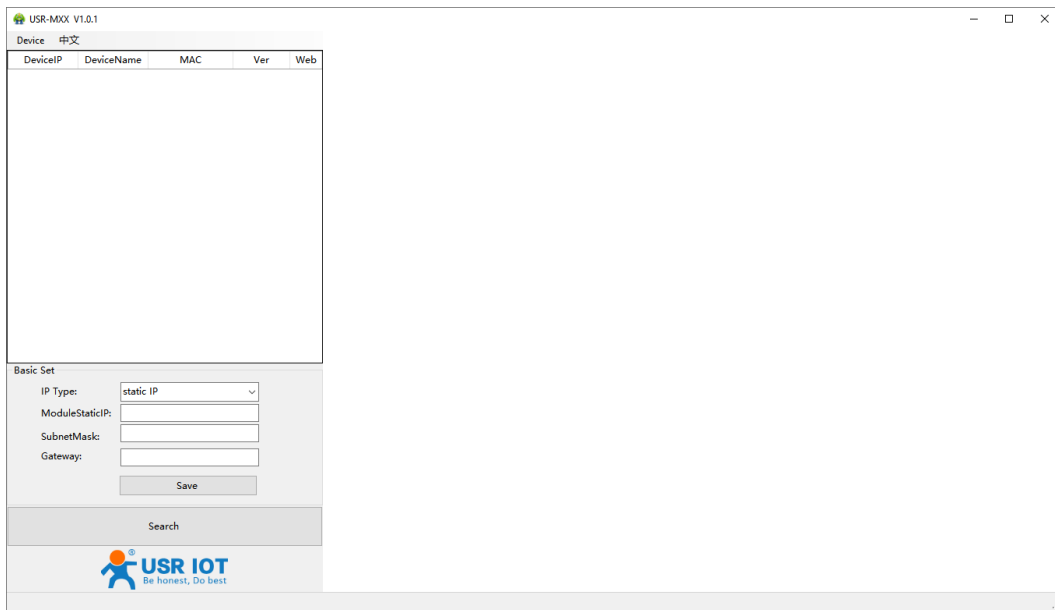 USR-MXX V1.0.1
Device 中文
DeviceIP DeviceName MAC Ver Web
Basic Set
IP Type: static IP
ModuleStaticIP:
SubnetMask:
Gateway:
Save
Search
®
USR IOT
Be honest, Do best